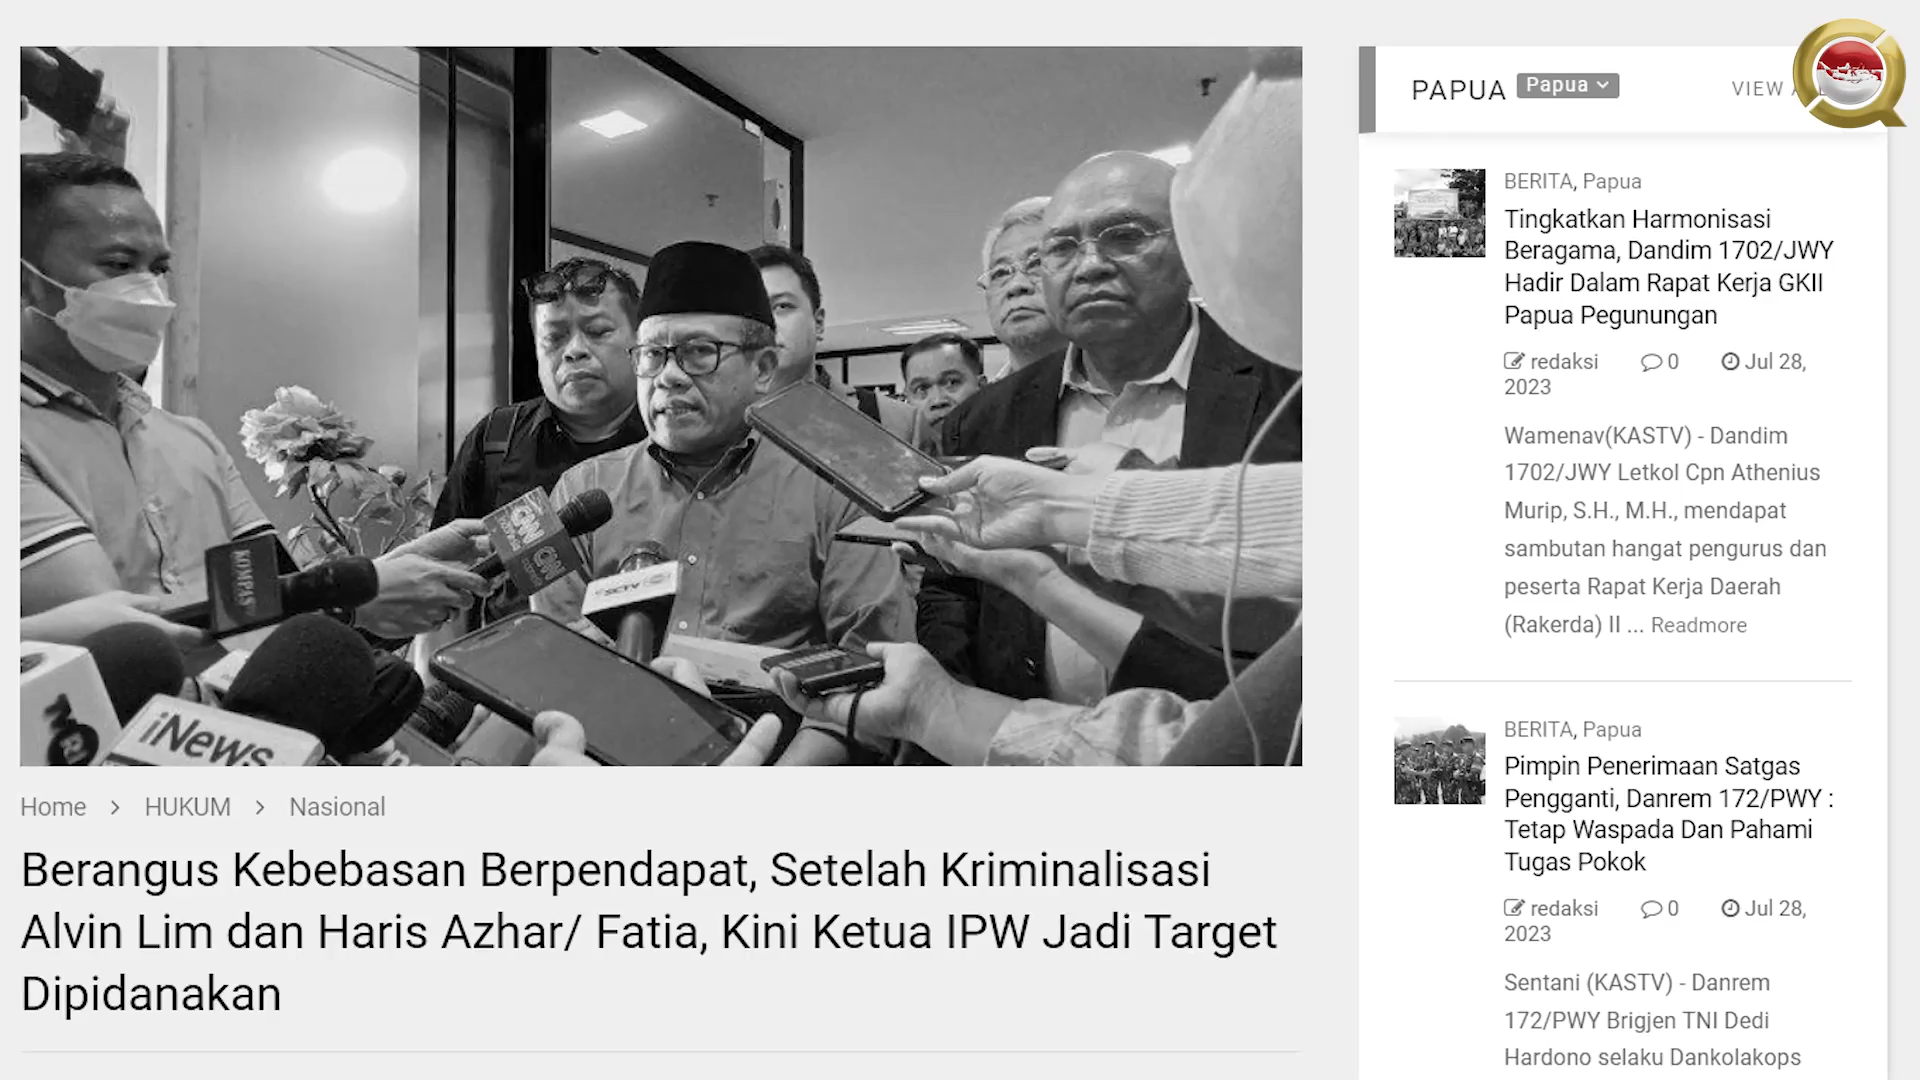 KOMPAS
CNN
CNN
iNews
Home > HUKUM > Nasional
Berangus Kebebasan Berpendapat, Setelah Kriminalisasi
Alvin Lim dan Haris Azhar/ Fatia, Kini Ketua IPW Jadi Target
Dipidanakan
PAPUA Papua VIEW
BERITA, Papua
Tingkatkan Harmonisasi
Beragama, Dandim 1702/JWY
Hadir Dalam Rapat Kerja GKII
Papua Pegunungan
redaksi 0 Jul 28,
2023
Wamenav(KASTV) - Dandim
1702/JWY Letkol Cpn Athenius
Murip, S.H., M.H., mendapat
sambutan hangat pengurus dan
peserta Rapat Kerja Daerah
(Rakerda) II ... Readmore
BERITA, Papua
Pimpin Penerimaan Satgas
Pengganti, Danrem 172/PWY :
Tetap Waspada Dan Pahami
Tugas Pokok
redaksi 0 Jul 28,
2023
Sentani (KASTV) - Danrem
172/PWY Brigjen TNI Dedi
Hardono selaku Dankolakops